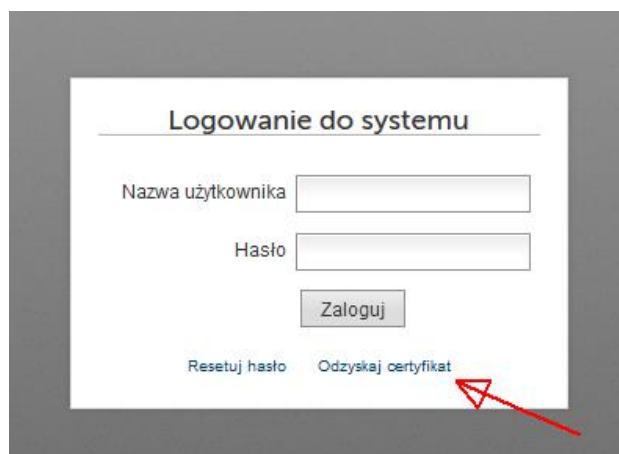 Logowanie do systemu
Nazwa użytkownika
Hasło
Zaloguj
Resetuj hasło Odzyskaj certyfikat